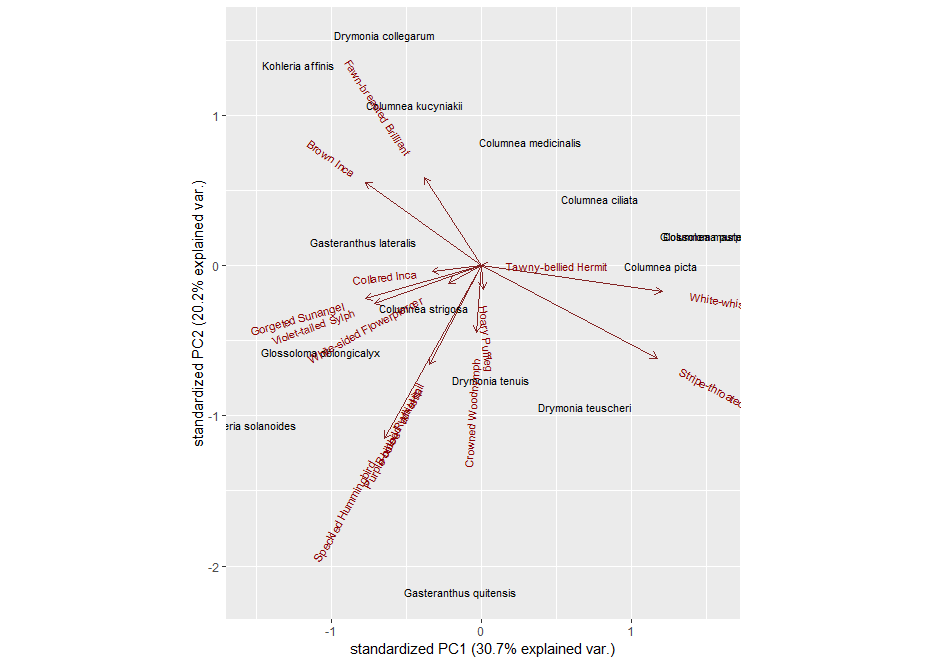 Drymonia collegarum
Kohleria affinis
Fawn-breasted Brilliant
Columnea kucyniakii
1
Columnea medicinalis
Brown Inca
Columnea ciliata
Gasteranthus lateralis
0
Tawny-bellied Hermit
Columnea picta
Collared Inca
White-whis
Columnea strigosa
Gorgeted Sunangel
Violet-tailed Sylph
White-sided Flowerpiercer
Hoary Puffleg
Stripe-throated
Drymonia tenuis
Drymonia teuscheri
-1
eria solanoides
Crowned Woodnymph
Speckled Hummingbird
-2
Gasteranthus quitensis
standardized PC2 (20.2% explained var.)
-1
0
1
standardized PC1 (30.7% explained var.)